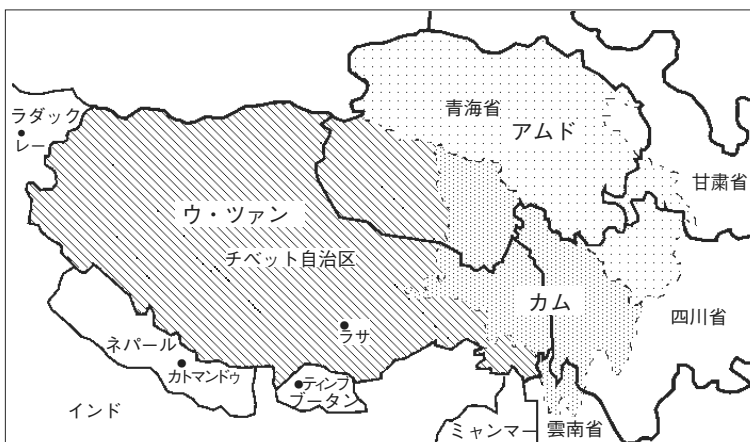 青海省
アムド
ラダック
レー
甘粛省
ウ・ツァン
チベット自治区
カム
ラサ
四川省
ネパール
カトマンドゥ
ティンプ
ブータン
インド
ミャンマー
雲南省